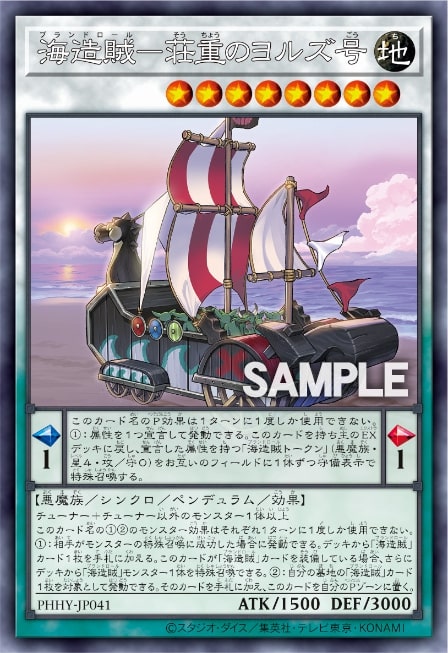 ブランドロール そうちょう ごう
海造賊－荘重のヨルズ号
地
SAMPLE
このカード名のP効果は1ターンに1度しか使用できない。
①：属性を1つ宣言して発動できる。このカードを持ち主のEX
デッキに戻し、宣言した属性を持つ「海造賊トークン」(悪魔族・
星4・攻／守0)をお互いのフィールドに1体ずつ守備表示で
特殊召喚する。
1
1
【悪魔族／シンクロ／ペンデュラム／効果】
チューナー＋チューナー以外のモンスター1体以上
このカード名の①②のモンスター効果はそれぞれ1ターンに1度しか使用できない。
①：相手がモンスターの特殊召喚に成功した場合に発動できる。デッキから「海造賊」
カード1枚を手札に加える。このカードが「海造賊」カードを装備している場合、さらに
デッキから「海造賊」モンスター1体を特殊召喚できる。②：自分の墓地の「海造賊」カード
1枚を対象として発動できる。そのカードを手札に加え、このカードを自分のPゾーンに置く。
PHHY-JP041
ATK/1500 DEF/3000
©スタジオ・ダイス／集英社・テレビ東京・KONAMI